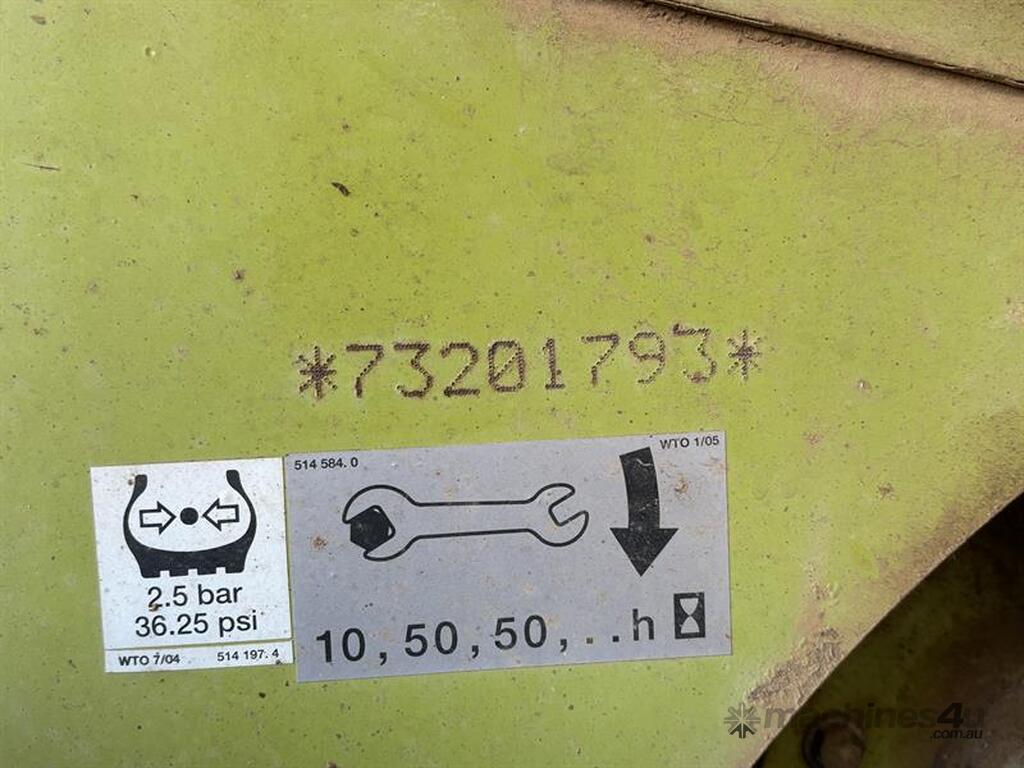 *73201793*
514 584. 0
WTO 1/05
10 , 50 , 50 , . . h
2.5 bar
36.25 psi
WTO 7/04 514 197. 4
machines4u
.com.au